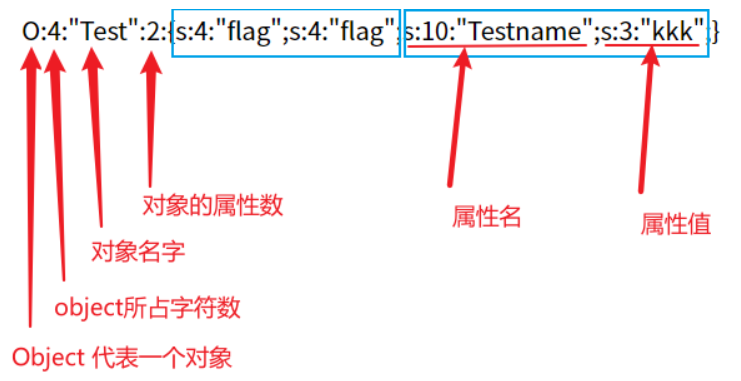 O:4:"Test":2:{s:4:"flag";s:4:"flag";s:10:"Testname";s:3:"kkk";}
对象的属性数
属性名
属性值
对象名字
object所占字符数
Object 代表一个对象